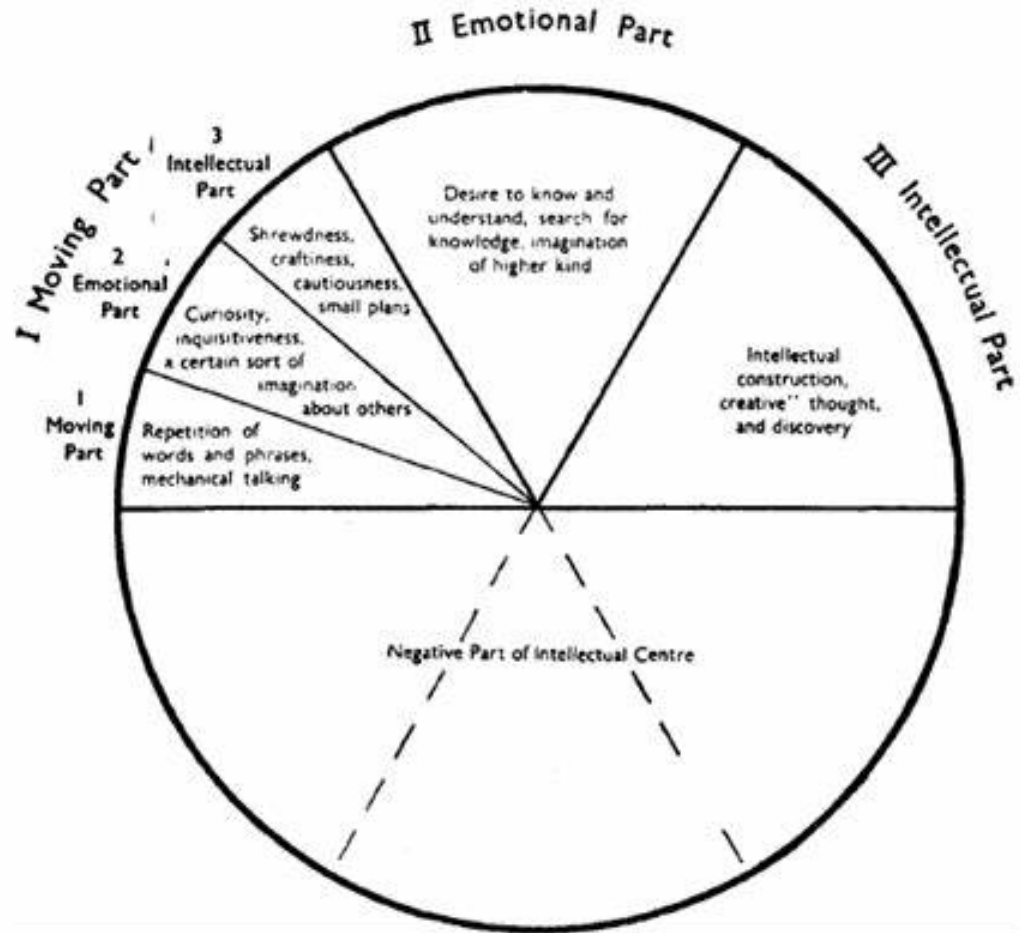 II Emotional Part
I Moving Part
III Intellectual Part
3
Intellectual
Part
2
Emotional
Part
1
Moving
Part
Shrewdness,
craftiness,
cautiousness,
small plans
Curiosity,
inquisitiveness,
a certain sort of
imagination
about others
Repetition of
words and phrases,
mechanical talking
Desire to know and
understand, search for
knowledge, imagination
of higher kind
Intellectual
construction,
creative” thought,
and discovery
Negative Part of Intellectual Centre